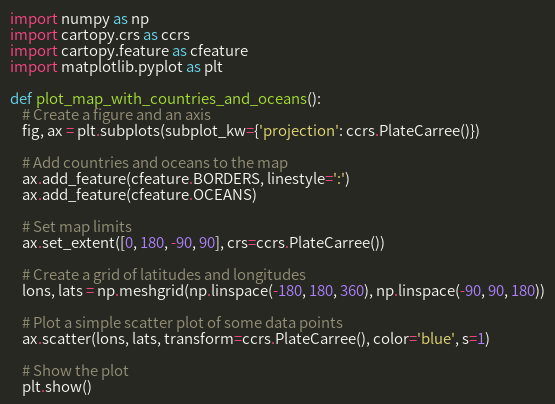 import numpy as np
import cartopy.crs as ccrs
import cartopy.feature as cfeature
import matplotlib.pyplot as plt

def plot_map_with_countries_and_oceans():
    # Create a figure and an axis
    fig, ax = plt.subplots(subplot_kw={'projection': ccrs.PlateCarree()})

    # Add countries and oceans to the map
    ax.add_feature(cfeature.BORDERS, linestyle=':')
    ax.add_feature(cfeature.OCEANS)

    # Set map limits
    ax.set_extent([0, 180, -90, 90], crs=ccrs.PlateCarree())

    # Create a grid of latitudes and longitudes
    lons, lats = np.meshgrid(np.linspace(-180, 180, 360), np.linspace(-90, 90, 180))

    # Plot a simple scatter plot of some data points
    ax.scatter(lons, lats, transform=ccrs.PlateCarree(), color='blue', s=1)

    # Show the plot
    plt.show()